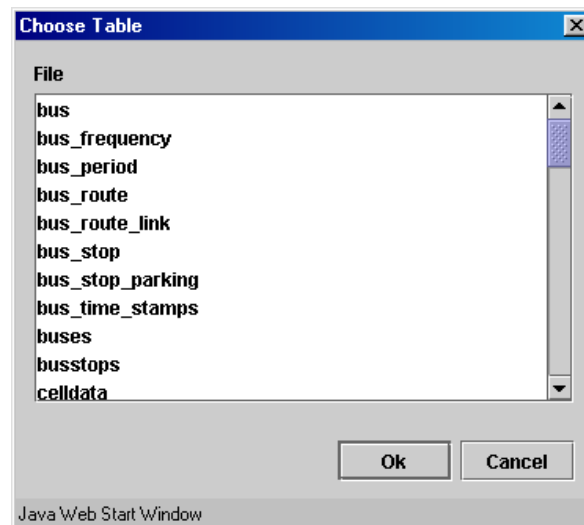 Choose Table
File
bus
bus_frequency
bus_period
bus_route
bus_route_link
bus_stop
bus_stop_parking
bus_time_stamps
buses
busstops
celldata
Ok Cancel
Java Web Start Window